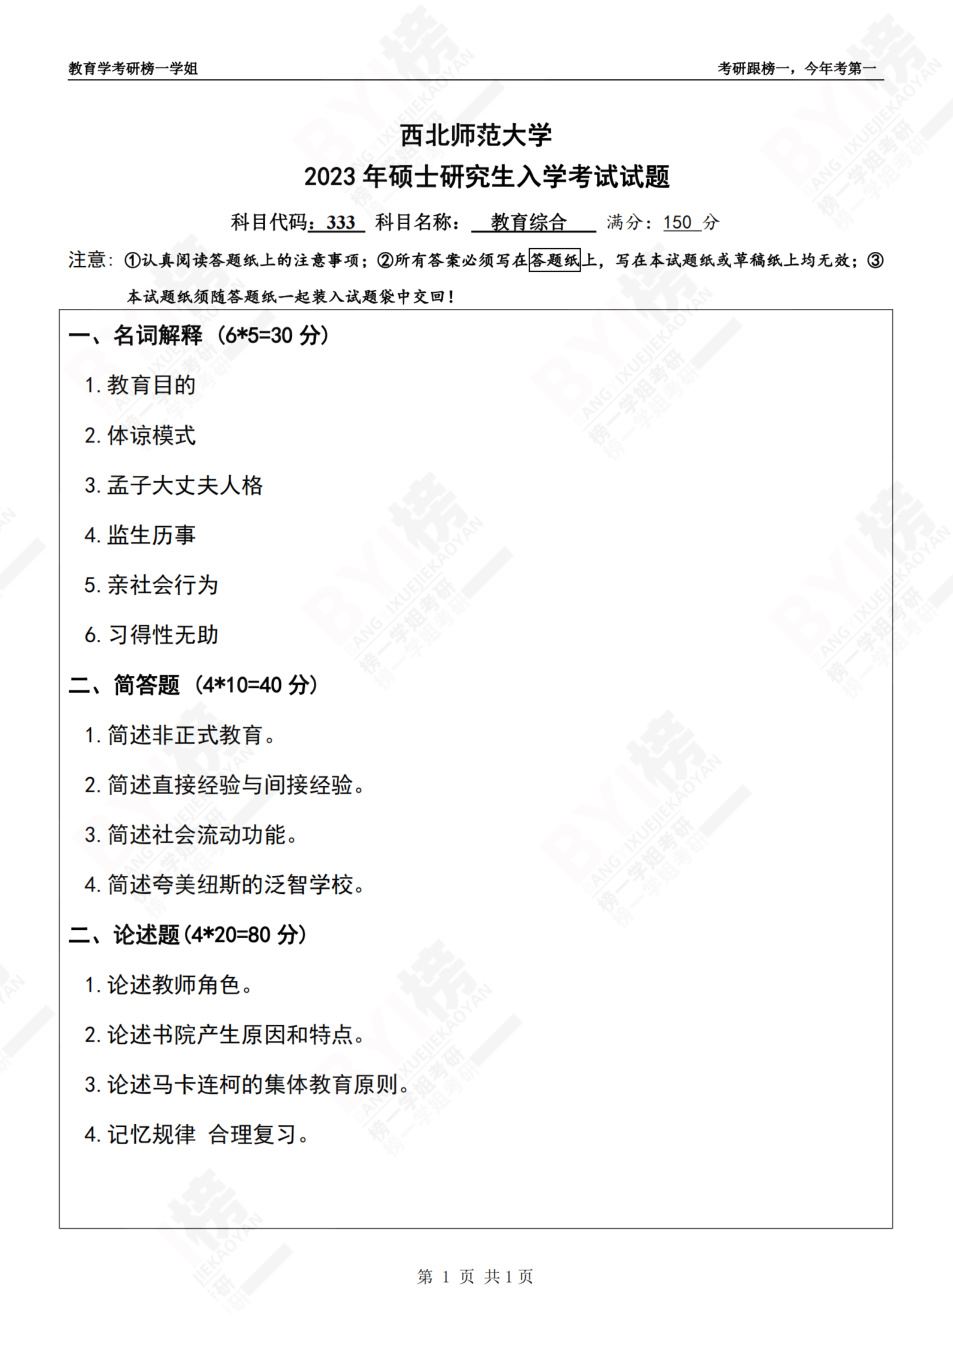 教育学考研榜一学姐 考研跟榜一，今年考第一
西北师范大学
2023 年硕士研究生入学考试试题
科目代码：333 科目名称： 教育综合 满分：150 分
注意：①认真阅读答题纸上的注意事项；②所有答案必须写在答题纸上，写在本试题纸或草稿纸上均无效；③
本试题纸须随答题纸一起装入试题袋中交回！
一、名词解释 (6*5=30 分)
1.教育目的
2.体谅模式
3.孟子大丈夫人格
4.监生历事
5.亲社会行为
6.习得性无助
二、简答题 (4*10=40 分)
1.简述非正式教育。
2.简述直接经验与间接经验。
3.简述社会流动功能。
4.简述夸美纽斯的泛智学校。
二、论述题(4*20=80 分)
1.论述教师角色。
2.论述书院产生原因和特点。
3.论述马卡连柯的集体教育原则。
4.记忆规律 合理复习。
第 1 页 共 1 页